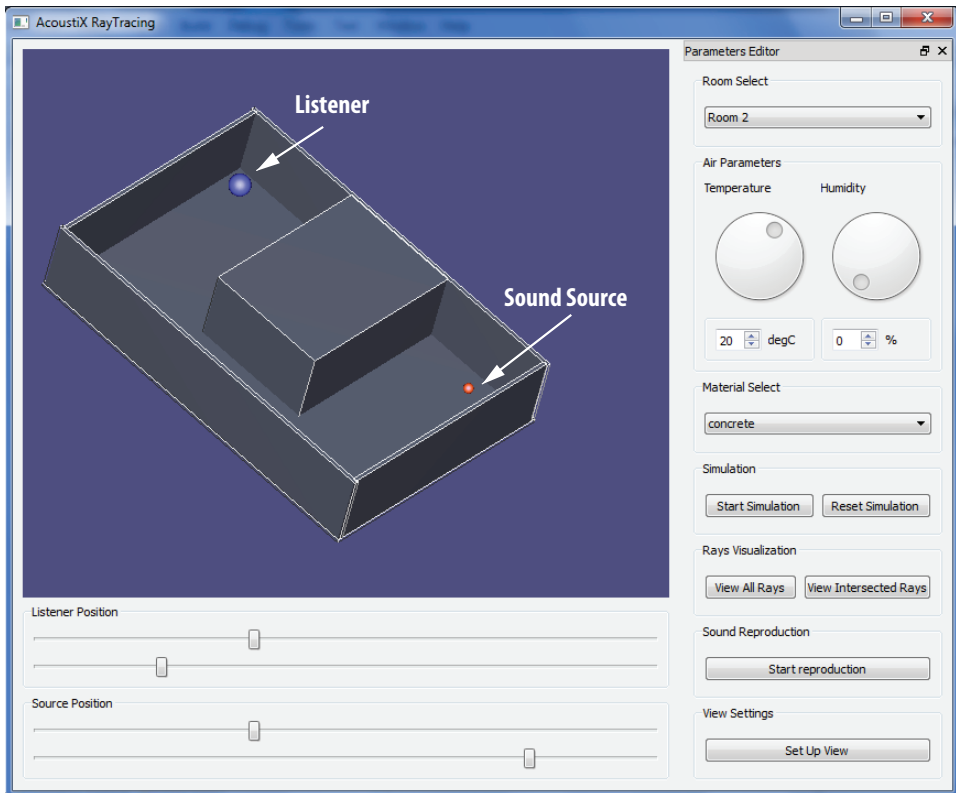 AcoustiX RayTracing
Listener
Sound Source
Listener Position
Source Position
Parameters Editor
Room Select
Room 2
Air Parameters
Temperature Humidity
20 degC 0 %
Material Select
concrete
Simulation
Start Simulation Reset Simulation
Rays Visualization
View All Rays View Intersected Rays
Sound Reproduction
Start reproduction
View Settings
Set Up View